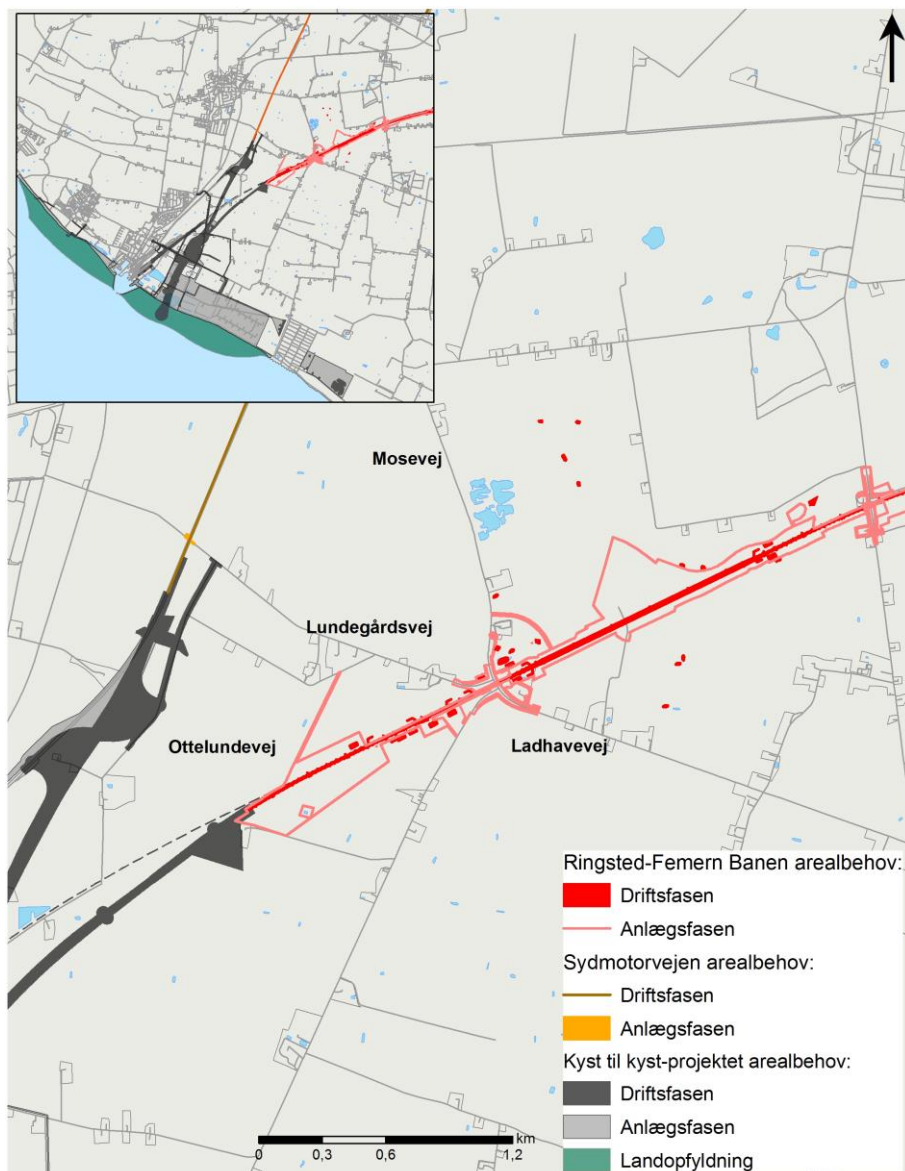 Mosevej
Lundegårdsvej
Ottelundevej
Ladhavevej
Ringsted-Femern Banen arealbehov:
Driftsfasen
Anlægsfasen
Sydmotorvejen arealbehov:
Driftsfasen
Anlægsfasen
Kyst til kyst-projektet arealbehov:
Driftsfasen
Anlægsfasen
Landopfyldning
km
0 0,3 0,6 1,2